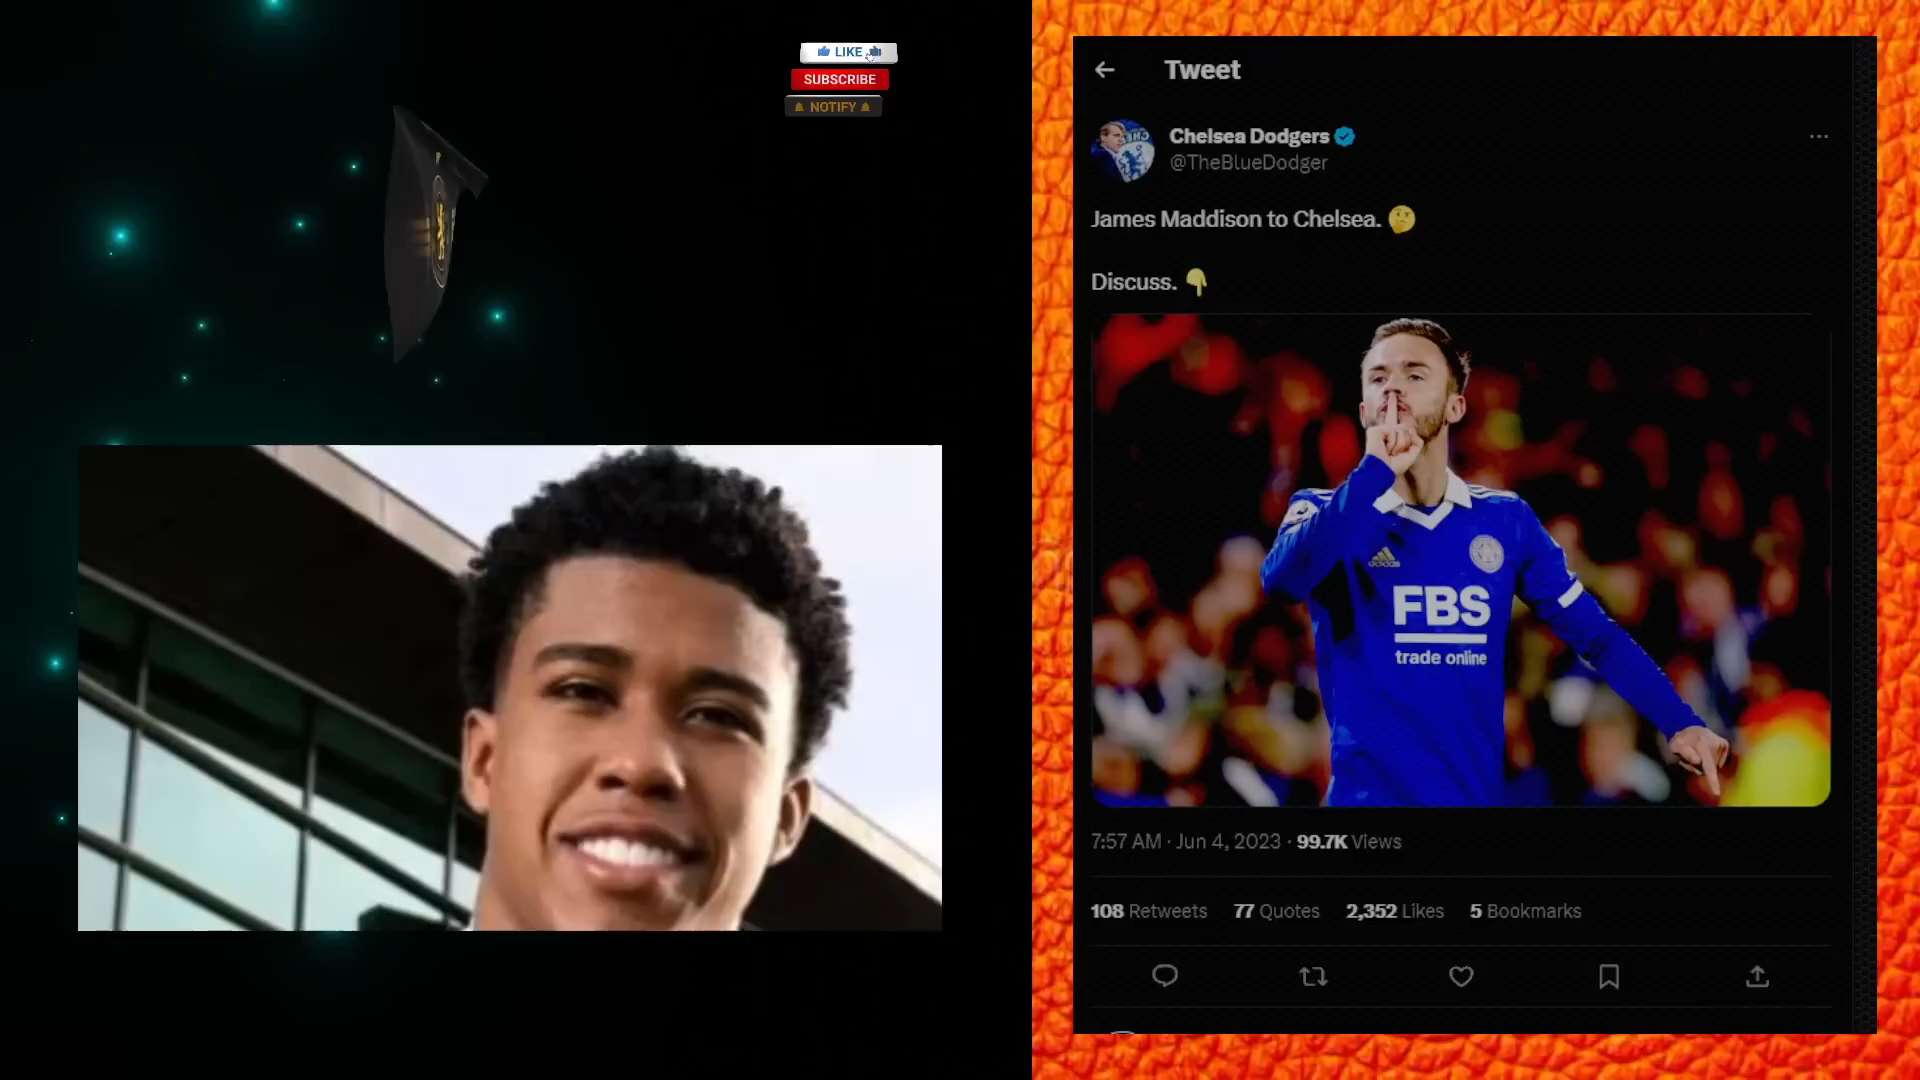 LIKE
SUBSCRIBE
NOTIFY
Tweet
Chelsea Dodgers
@TheBlueDodger
James Maddison to Chelsea. 🤔
Discuss. 👇
adidas
FBS
trade online
7:57 AM · Jun 4, 2023 · 99.7K Views
108 Retweets 77 Quotes 2,352 Likes 5 Bookmarks